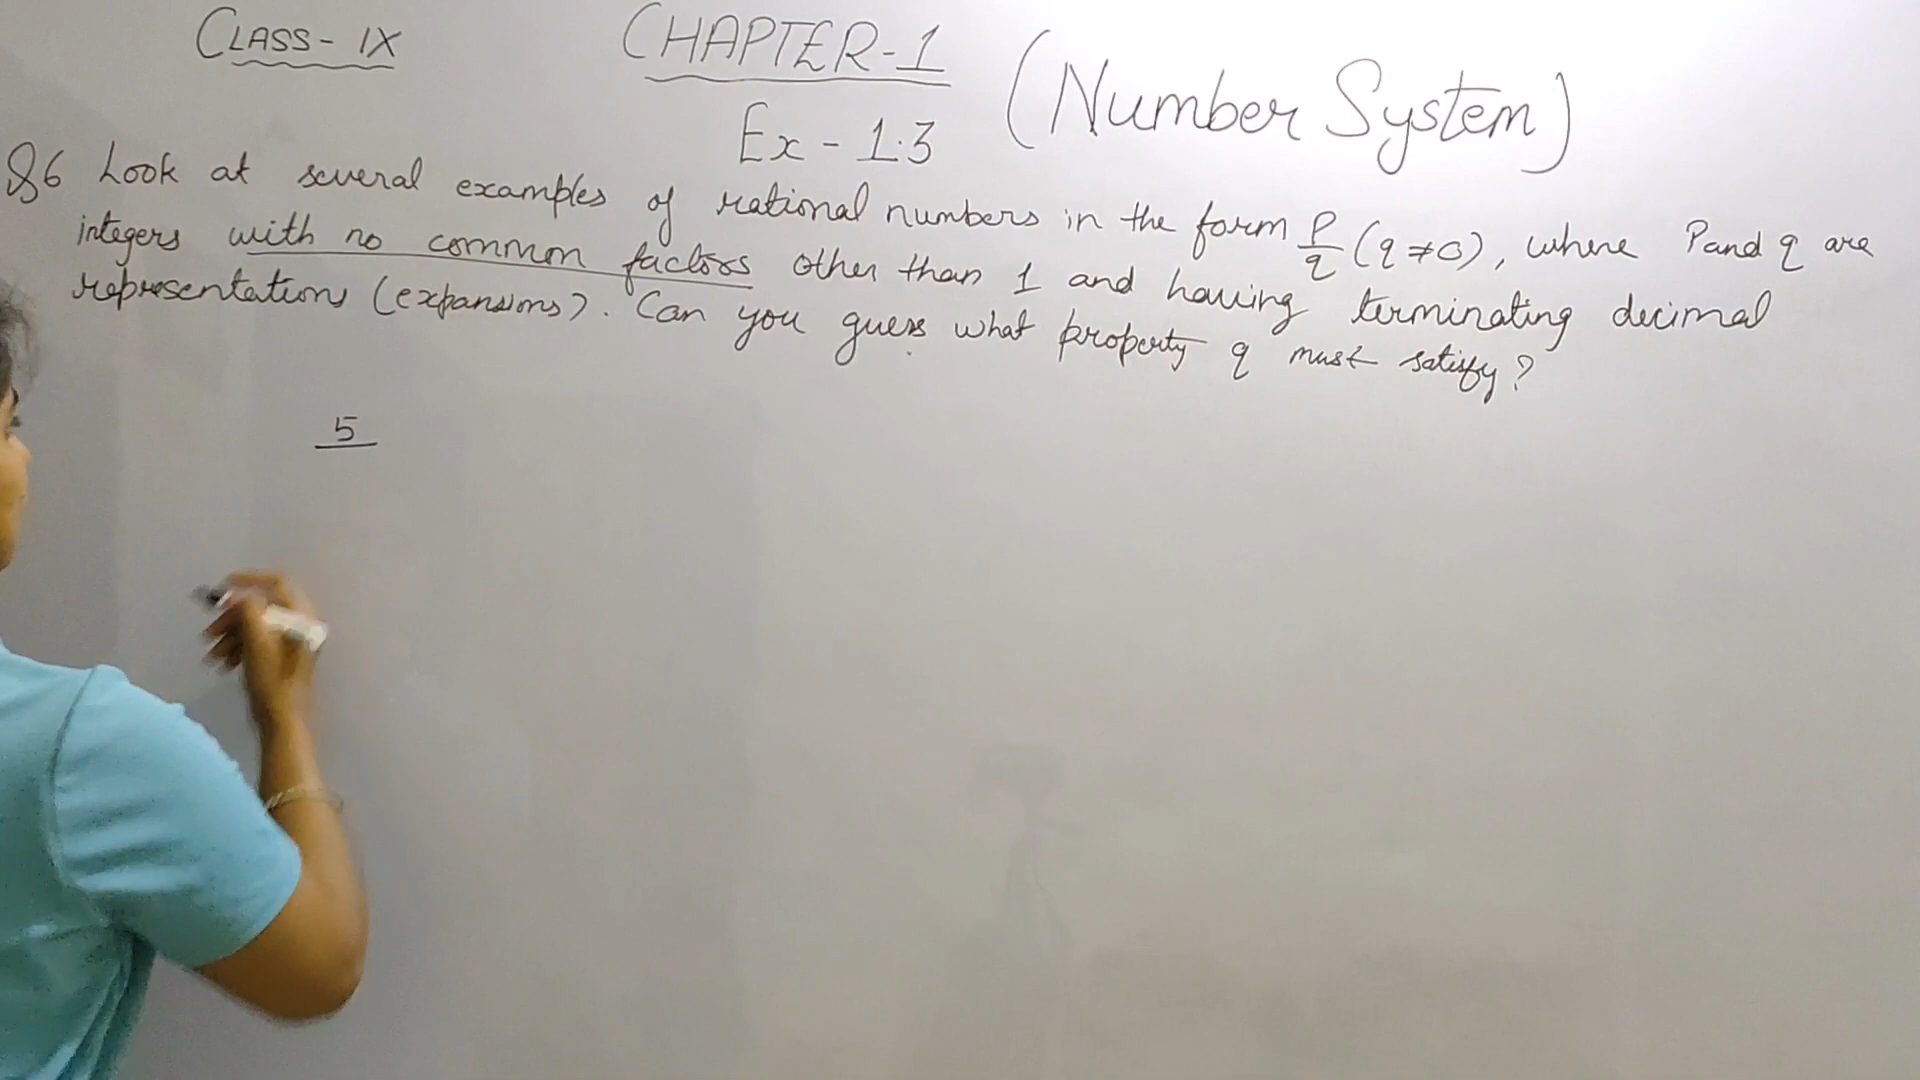 CLASS- IX
CHAPTER-1
(Number System)
Ex - 1.3
Q6 Look at several examples of rational numbers in the form P/q (q ≠ 0), where P and q are
integers with no common factors other than 1 and having terminating decimal
representations (expansions). Can you guess what property q must satisfy?
5